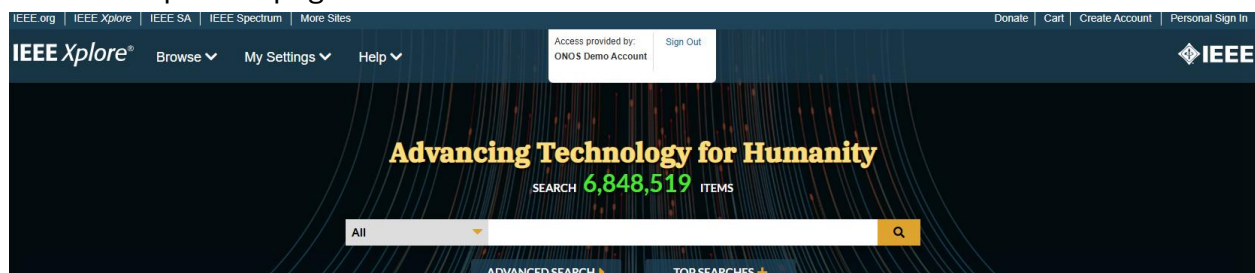 IEEE.org | IEEE Xplore | IEEE SA | IEEE Spectrum | More Sites Donate | Cart | Create Account | Personal Sign In
Access provided by: Sign Out
ONOS Demo Account
IEEE Xplore® Browse My Settings Help IEEE
Advancing Technology for Humanity
SEARCH 6,848,519 ITEMS
All
ADVANCED SEARCH TOP SEARCHES +